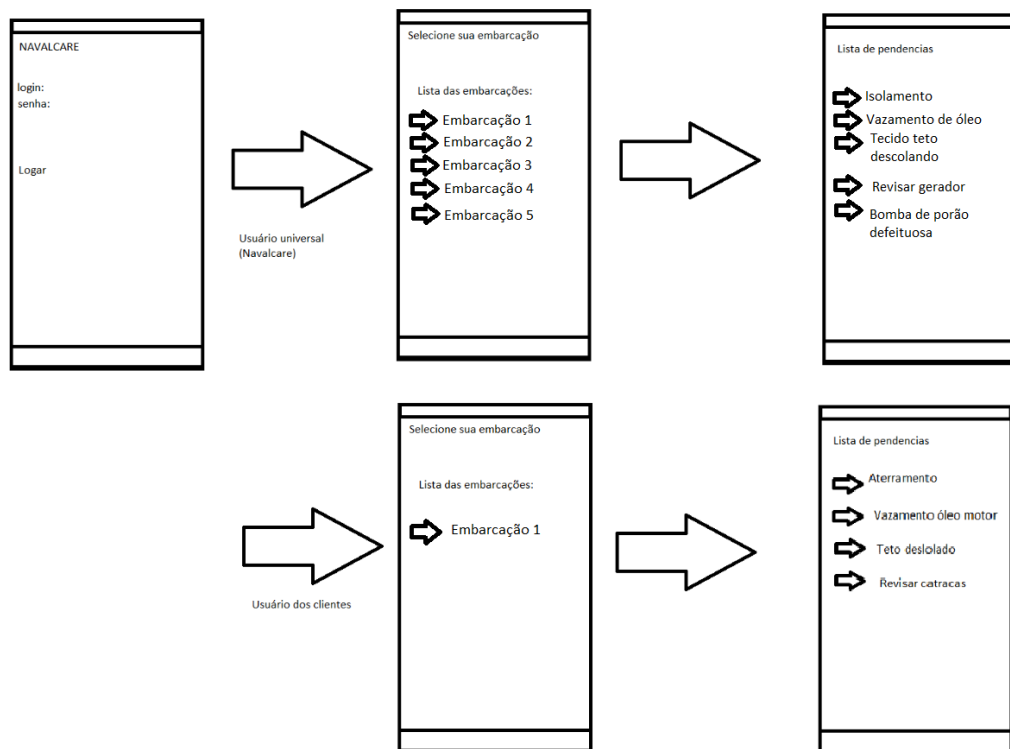 NAVALCARE
login:
senha:
Logar
Usuário universal
(Navalcare)
Selecione sua embarcação
Lista das embarcações:
Embarcação 1
Embarcação 2
Embarcação 3
Embarcação 4
Embarcação 5
Lista de pendencias
Isolamento
Vazamento de óleo
Tecido teto
descolando
Revisar gerador
Bomba de porão
defeituosa
Usuário dos clientes
Selecione sua embarcação
Lista das embarcações:
Embarcação 1
Lista de pendencias
Aterramento
Vazamento óleo motor
Teto deslolado
Revisar catracas